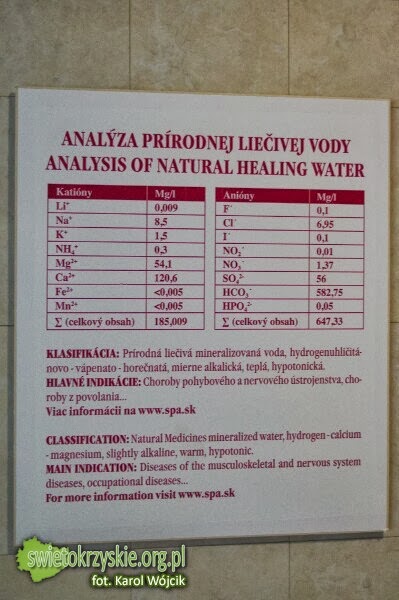 ANALÝZA PRÍRODNEJ LIEČIVEJ VODY
ANALYSIS OF NATURAL HEALING WATER
Katióny Mg/l
Li⁺ 0,009
Na⁺ 8,5
K⁺ 1,5
NH₄⁺ 0,3
Mg²⁺ 54,1
Ca²⁺ 120,6
Fe²⁺ <0,005
Mn²⁺ <0,005
Σ (celkový obsah) 185,009
Anióny Mg/l
F⁻ 0,1
Cl⁻ 6,95
I⁻ 0,1
NO₂⁻ 0,01
NO₃⁻ 1,37
SO₄²⁻ 56
HCO₃⁻ 582,75
HPO₄²⁻ 0,05
Σ (celkový obsah) 647,33
KLASIFIKÁCIA: Prírodná liečivá mineralizovaná voda, hydrogenuhličitá-
novo - vápenato - horečnatá, mierne alkalická, teplá, hypotonická.
HLAVNÉ INDIKÁCIE: Choroby pohybového a nervového ústrojenstva, cho-
roby z povolania...
Viac informácii na www.spa.sk
CLASSIFICATION: Natural Medicines mineralized water, hydrogen - calcium
- magnesium, slightly alkaline, warm, hypotonic.
MAIN INDICATION: Diseases of the musculoskeletal and nervous system
diseases, occupational diseases...
For more information visit www.spa.sk
swietokrzyskie.org.pl
fot. Karol Wójcik